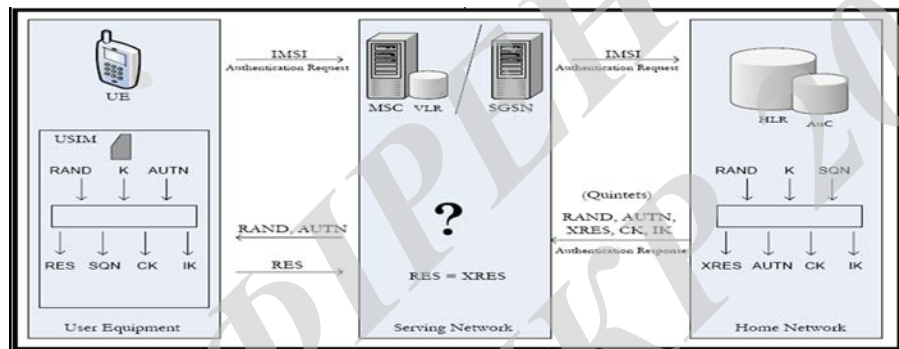 IMSI
Authentication Request
UE
USIM
RAND K AUTN
RES SQN CK IK
User Equipment
RAND, AUTN
RES
MSC VLR SGSN
?
RES = XRES
Serving Network
IMSI
Authentication Request
(Quintets)
RAND, AUTN,
XRES, CK, IK
Authentication Response
HLR AuC
RAND K SQN
XRES AUTN CK IK
Home Network